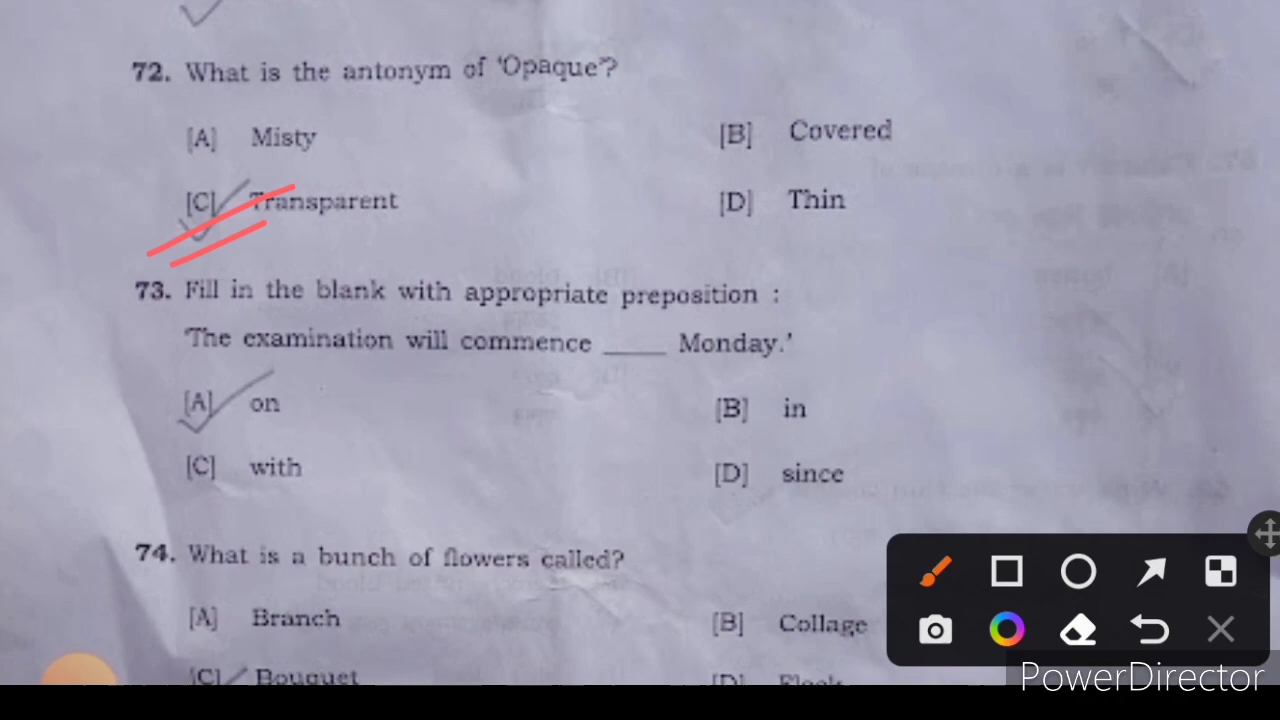 72. What is the antonym of 'Opaque'?
[A] Misty
[B] Covered
[C] Transparent
[D] Thin
73. Fill in the blank with appropriate preposition :
'The examination will commence ____ Monday.'
[A] on
[B] in
[C] with
[D] since
74. What is a bunch of flowers called?
[A] Branch
[B] Collage
[C] Bouquet
[D] Flock
PowerDirector